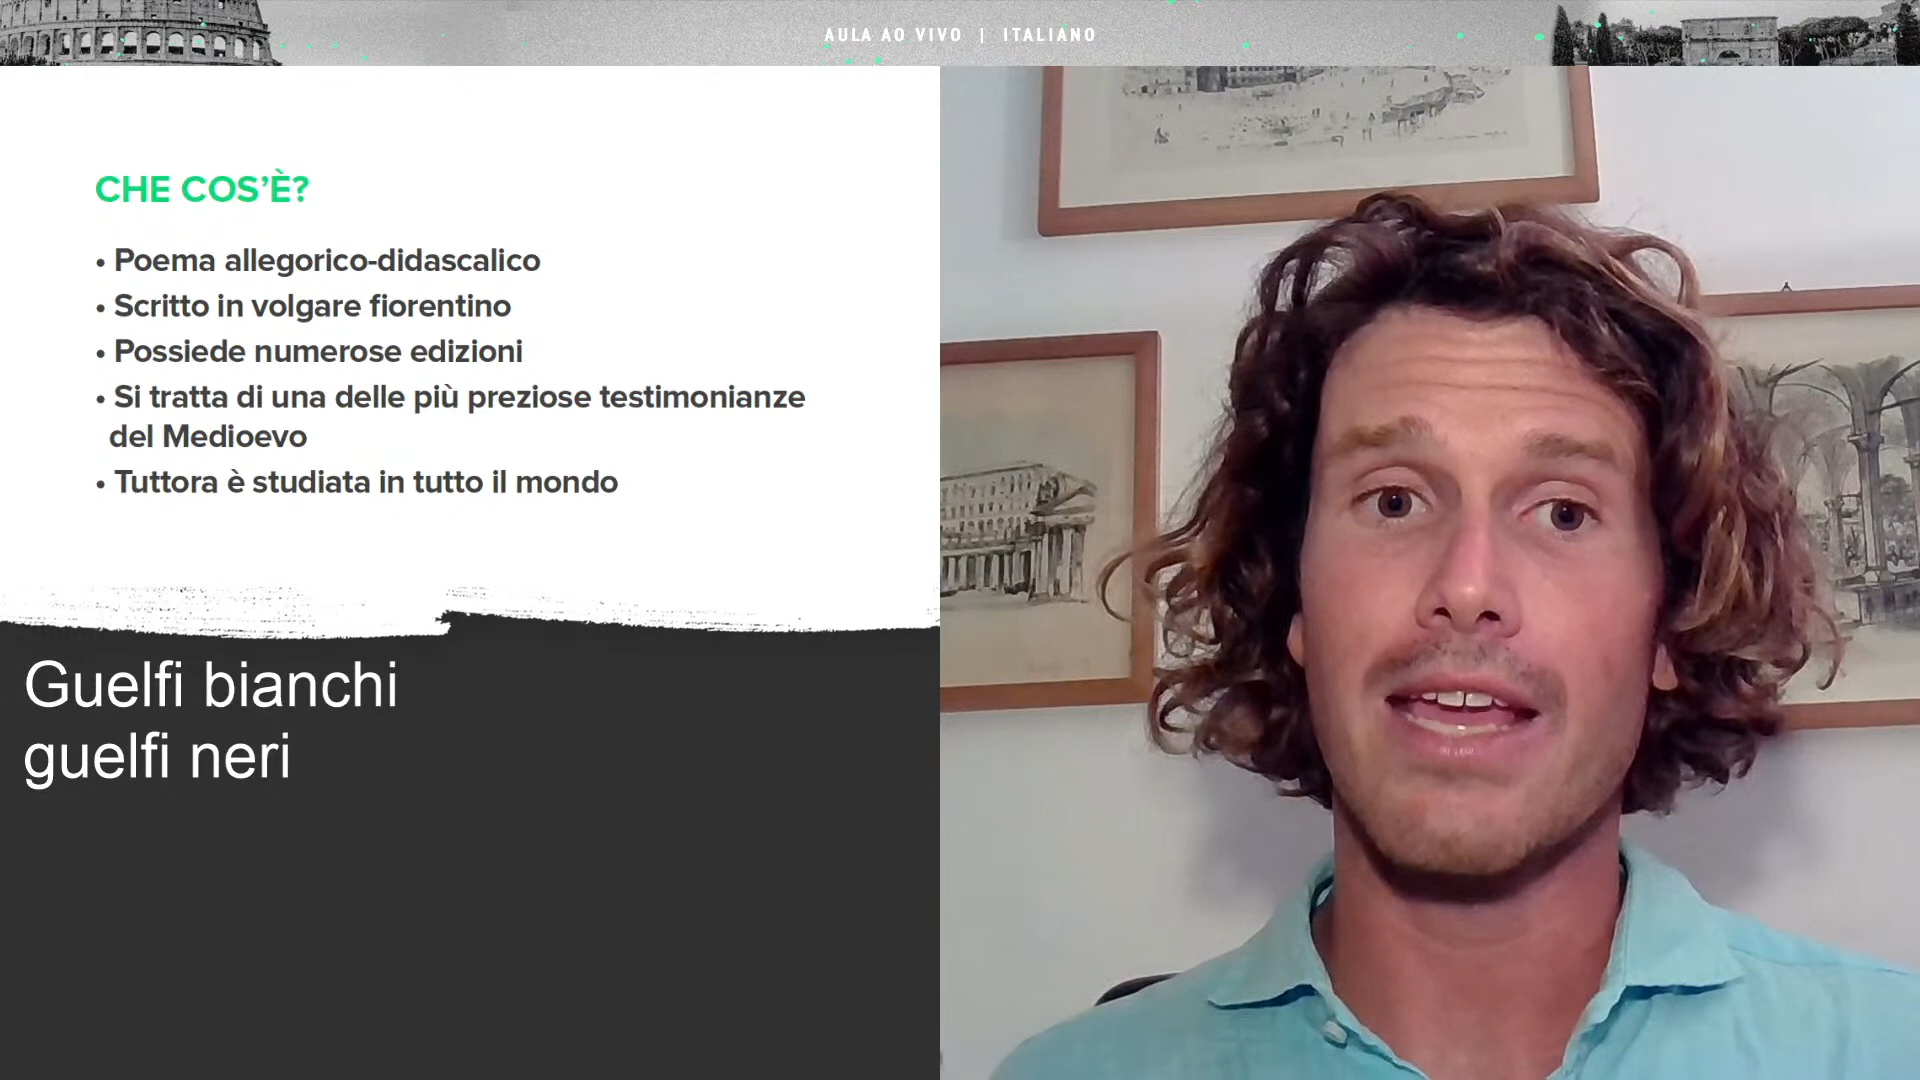 AULA AO VIVO | ITALIANO
CHE COS'È?
• Poema allegorico-didascalico
• Scritto in volgare fiorentino
• Possiede numerose edizioni
• Si tratta di una delle più preziose testimonianze
del Medioevo
• Tuttora è studiata in tutto il mondo
Guelfi bianchi
guelfi neri